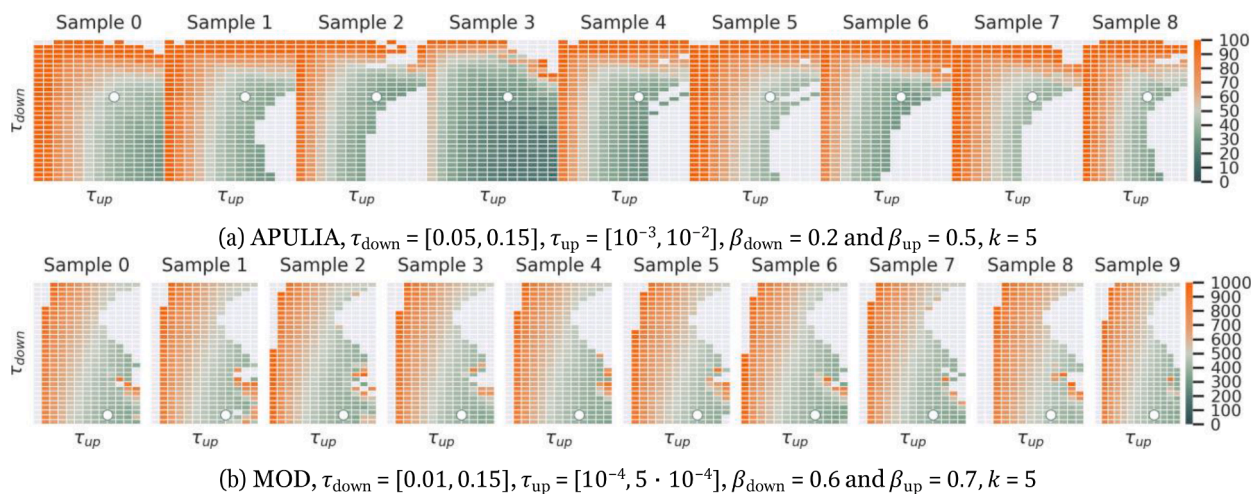 Sample 0 Sample 1 Sample 2 Sample 3 Sample 4 Sample 5 Sample 6 Sample 7 Sample 8
100
90
80
70
60
50
40
30
20
10
0
τdown
τup τup τup τup τup τup τup τup τup
(a) APULIA, τdown = [0.05, 0.15], τup = [10⁻³, 10⁻²], βdown = 0.2 and βup = 0.5, k = 5
Sample 0 Sample 1 Sample 2 Sample 3 Sample 4 Sample 5 Sample 6 Sample 7 Sample 8 Sample 9
1000
900
800
700
600
500
400
300
200
100
0
τdown
τup τup τup τup τup τup τup τup τup τup
(b) MOD, τdown = [0.01, 0.15], τup = [10⁻⁴, 5 · 10⁻⁴], βdown = 0.6 and βup = 0.7, k = 5